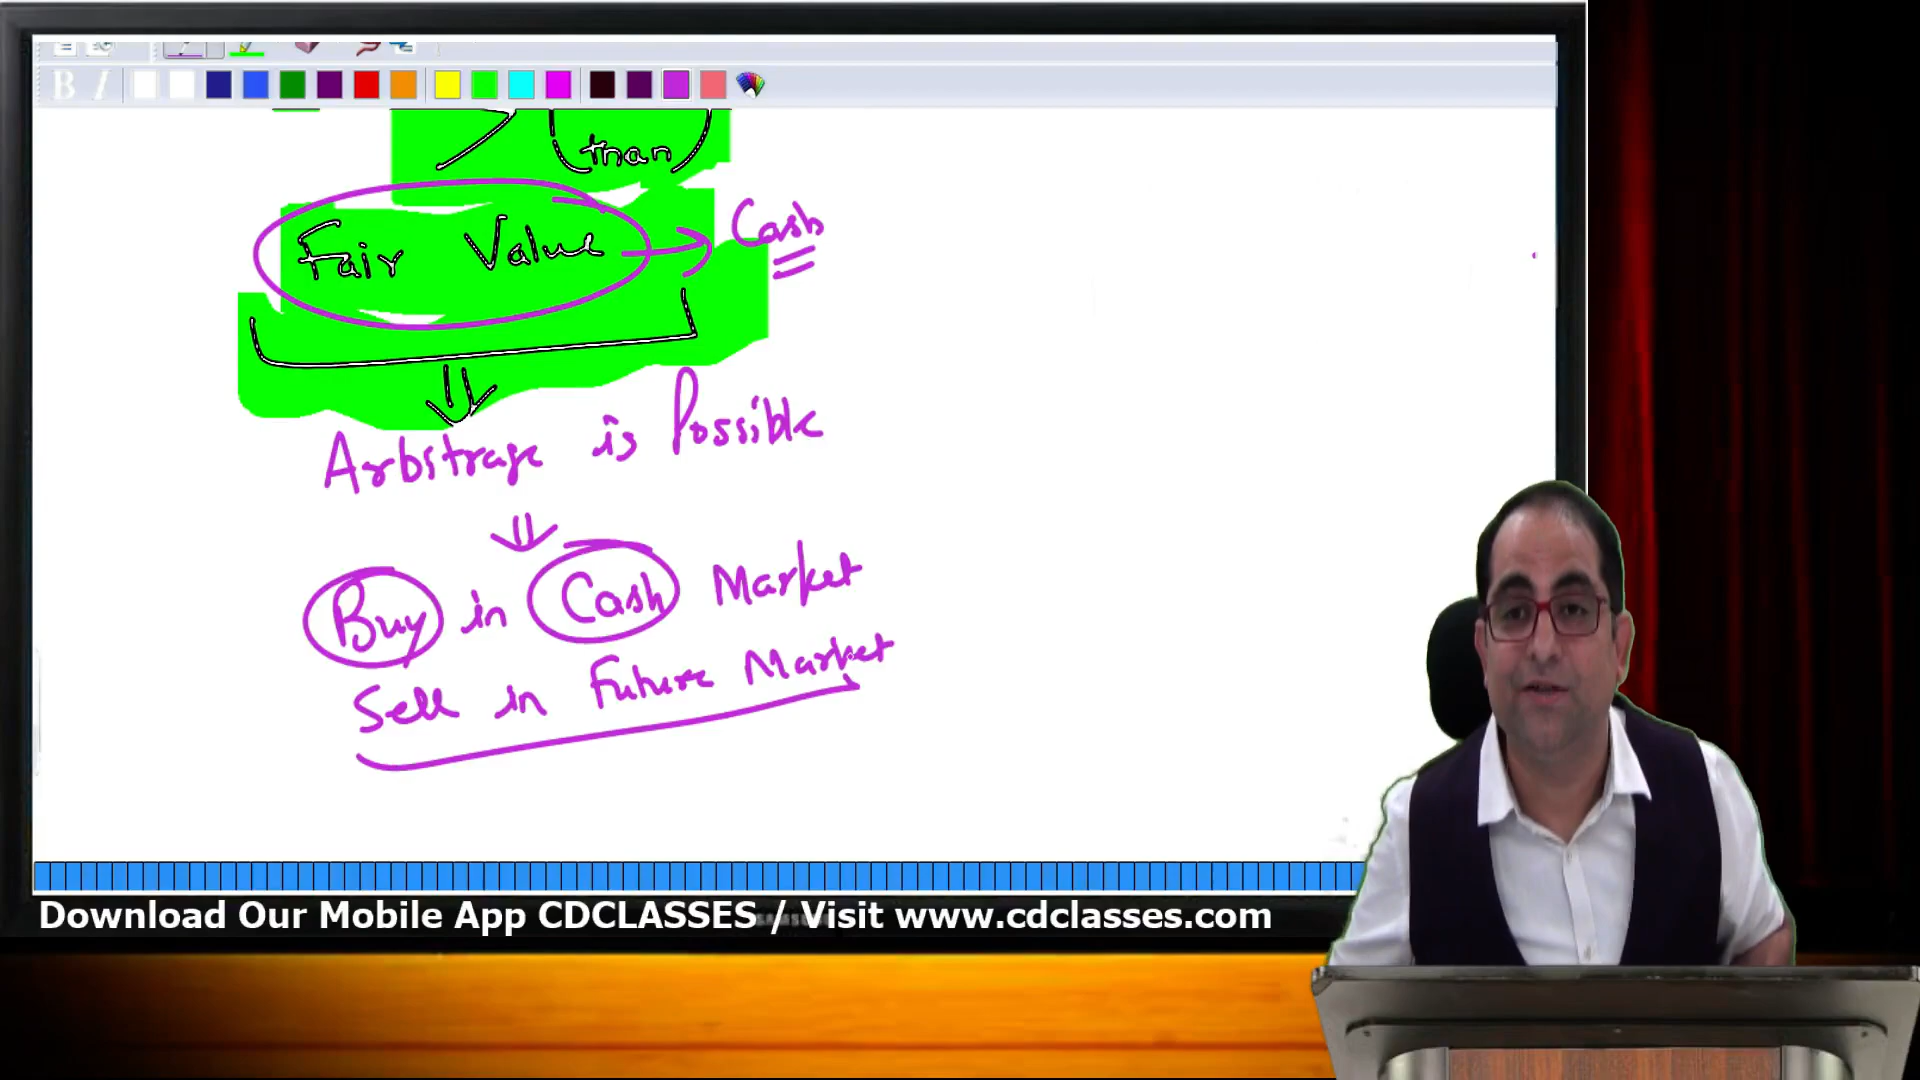 B I
> (than)
Fair Value → Cash
Arbstrage is Possible
Buy in Cash Market
Sell in Future Market
Download Our Mobile App CDCLASSES / Visit www.cdclasses.com